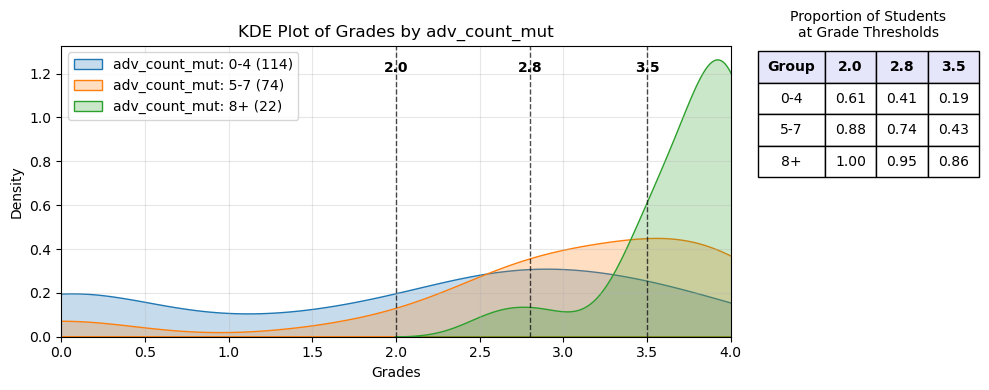 KDE Plot of Grades by adv_count_mut
adv_count_mut: 0-4 (114)
adv_count_mut: 5-7 (74)
adv_count_mut: 8+ (22)
2.0 2.8 3.5
1.2
1.0
0.8
0.6
0.4
0.2
0.0
Density
0.0 0.5 1.0 1.5 2.0 2.5 3.0 3.5 4.0
Grades
Proportion of Students
at Grade Thresholds
Group 2.0 2.8 3.5
0-4 0.61 0.41 0.19
5-7 0.88 0.74 0.43
8+ 1.00 0.95 0.86